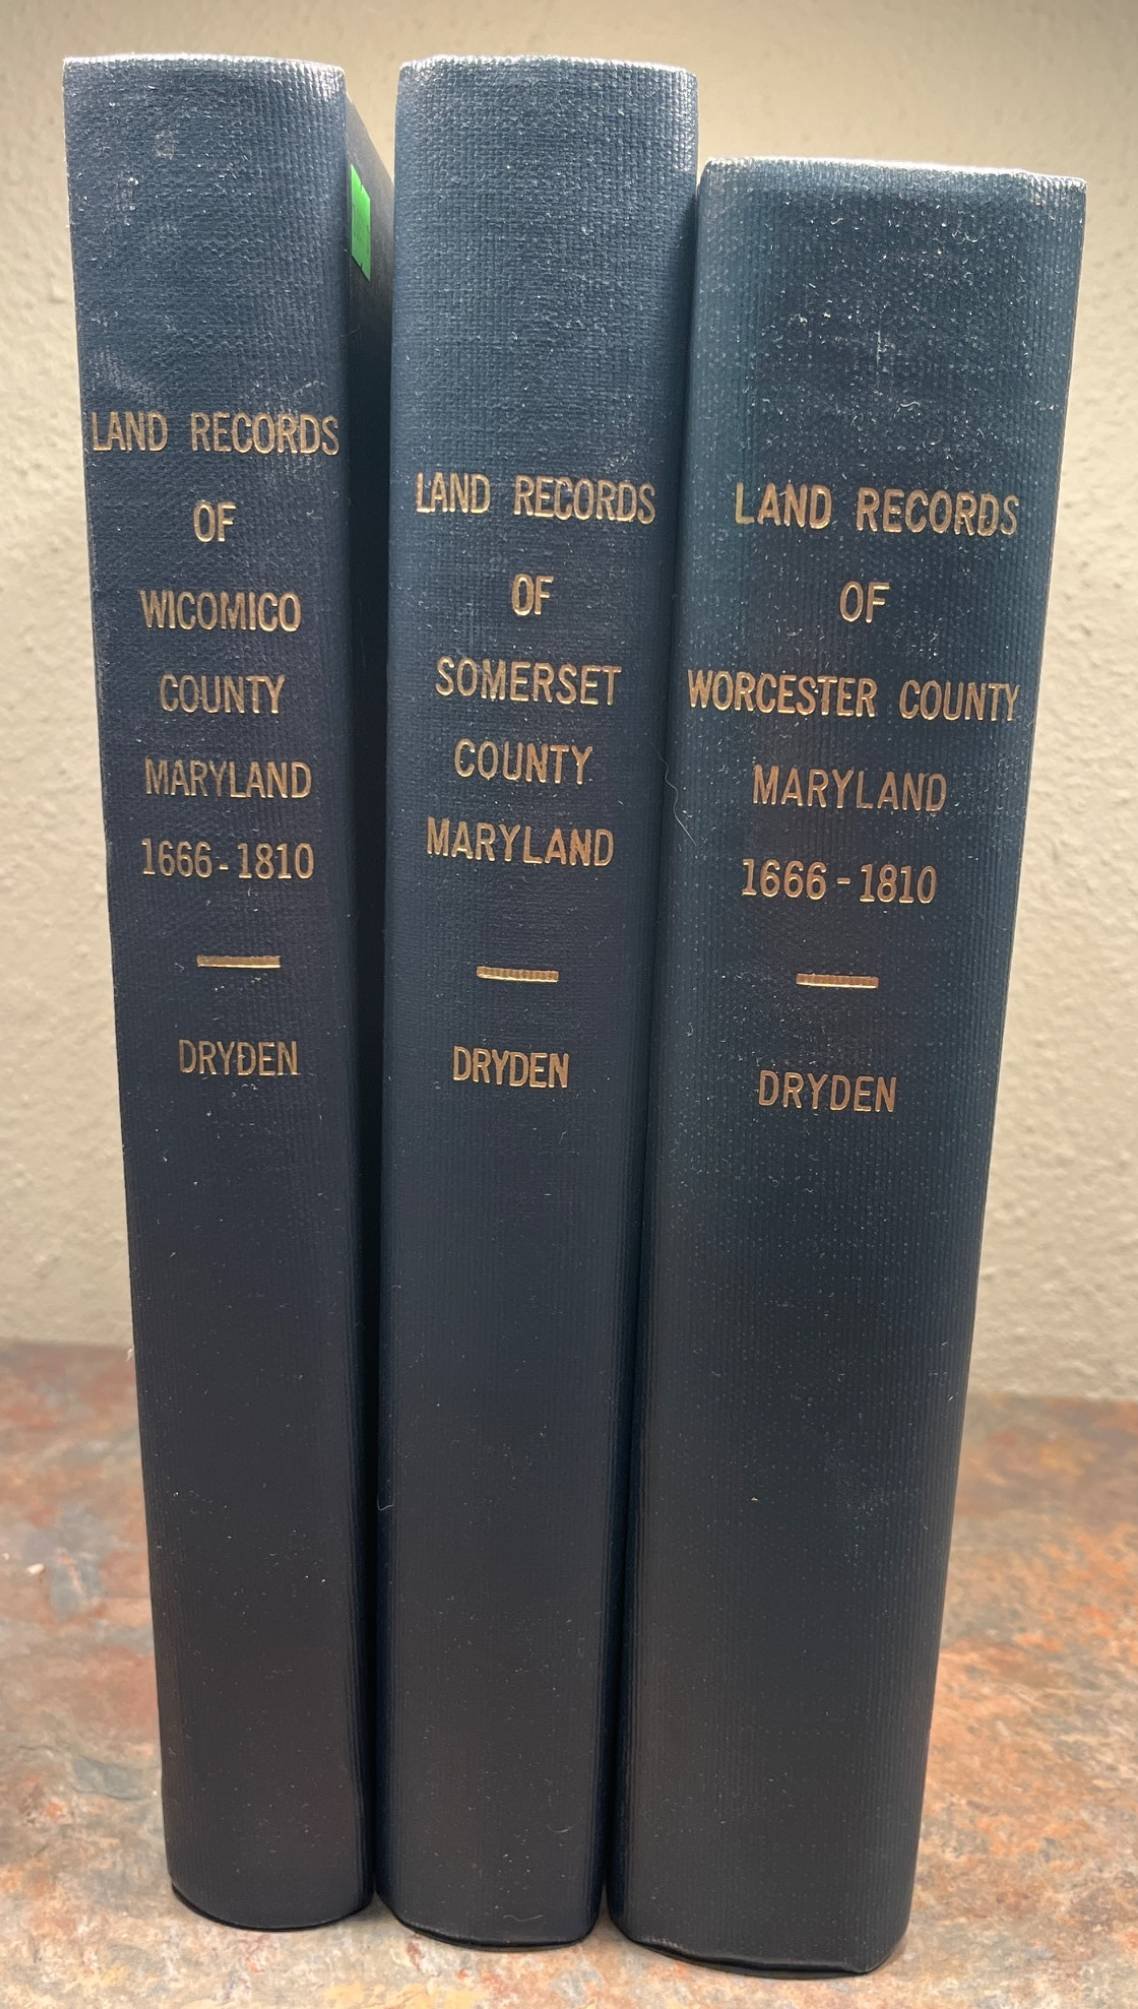 LAND RECORDS
OF
WICOMICO
COUNTY
MARYLAND
1666-1810
DRYDEN
LAND RECORDS
OF
SOMERSET
COUNTY
MARYLAND
DRYDEN
LAND RECORDS
OF
WORCESTER COUNTY
MARYLAND
1666-1810
DRYDEN